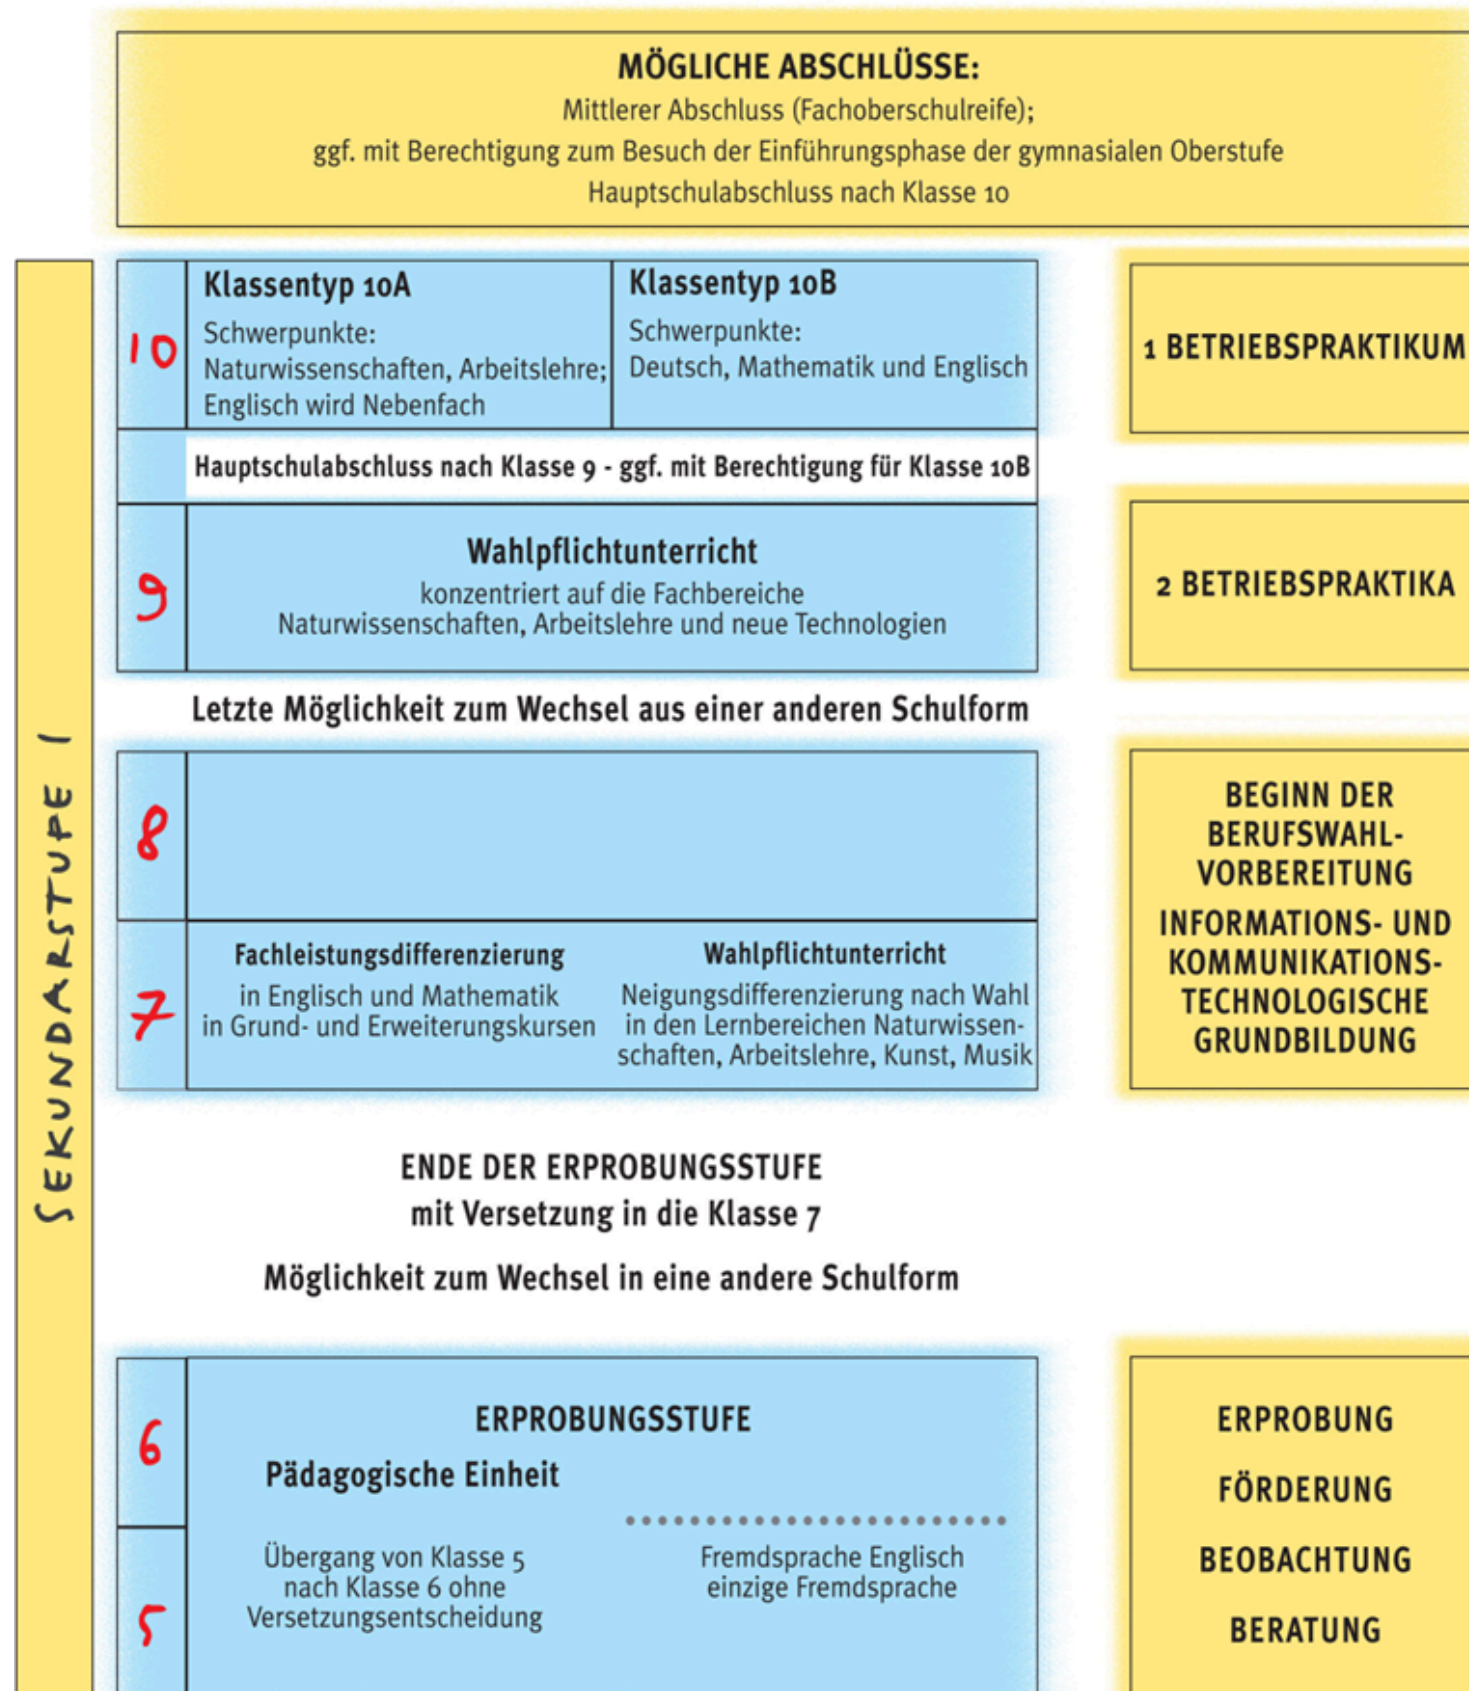 MÖGLICHE ABSCHLÜSSE:
Mittlerer Abschluss (Fachoberschulreife);
ggf. mit Berechtigung zum Besuch der Einführungsphase der gymnasialen Oberstufe
Hauptschulabschluss nach Klasse 10
SEKUNDARSTUFE I
10
Klassentyp 10A
Schwerpunkte:
Naturwissenschaften, Arbeitslehre;
Englisch wird Nebenfach
Klassentyp 10B
Schwerpunkte:
Deutsch, Mathematik und Englisch
1 BETRIEBSPRAKTIKUM
Hauptschulabschluss nach Klasse 9 - ggf. mit Berechtigung für Klasse 10B
9
Wahlpflichtunterricht
konzentriert auf die Fachbereiche
Naturwissenschaften, Arbeitslehre und neue Technologien
2 BETRIEBSPRAKTIKA
Letzte Möglichkeit zum Wechsel aus einer anderen Schulform
8
7
Fachleistungsdifferenzierung
in Englisch und Mathematik
in Grund- und Erweiterungskursen
Wahlpflichtunterricht
Neigungsdifferenzierung nach Wahl
in den Lernbereichen Naturwissen-
schaften, Arbeitslehre, Kunst, Musik
BEGINN DER
BERUFSWAHL-
VORBEREITUNG
INFORMATIONS- UND
KOMMUNIKATIONS-
TECHNOLOGISCHE
GRUNDBILDUNG
ENDE DER ERPROBUNGSSTUFE
mit Versetzung in die Klasse 7
Möglichkeit zum Wechsel in eine andere Schulform
6
5
ERPROBUNGSSTUFE
Pädagogische Einheit
Übergang von Klasse 5
nach Klasse 6 ohne
Versetzungsentscheidung
Fremdsprache Englisch
einzige Fremdsprache
ERPROBUNG
FÖRDERUNG
BEOBACHTUNG
BERATUNG